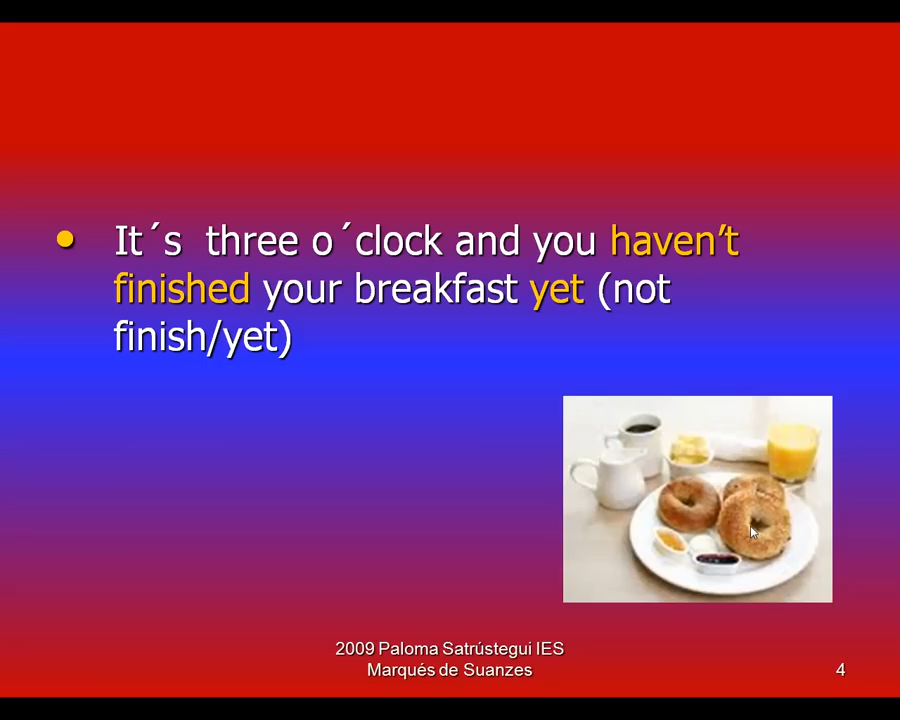 • It´s  three o´clock and you haven’t
finished your breakfast yet (not
finish/yet)
2009 Paloma Satrústegui IES
Marqués de Suanzes
4